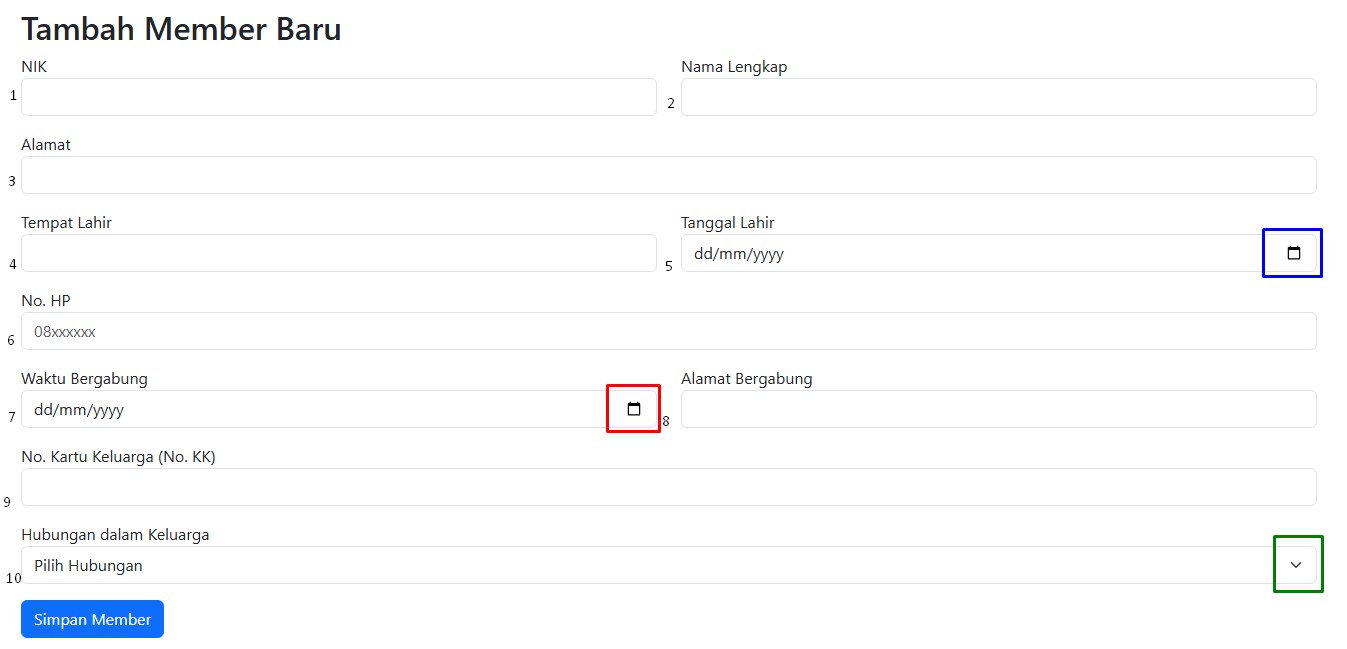 Tambah Member Baru
NIK
Nama Lengkap
1
2
Alamat
3
Tempat Lahir
Tanggal Lahir
4
5 dd/mm/yyyy
No. HP
6 08xxxxxx
Waktu Bergabung
Alamat Bergabung
7 dd/mm/yyyy
8
No. Kartu Keluarga (No. KK)
9
Hubungan dalam Keluarga
10 Pilih Hubungan
Simpan Member